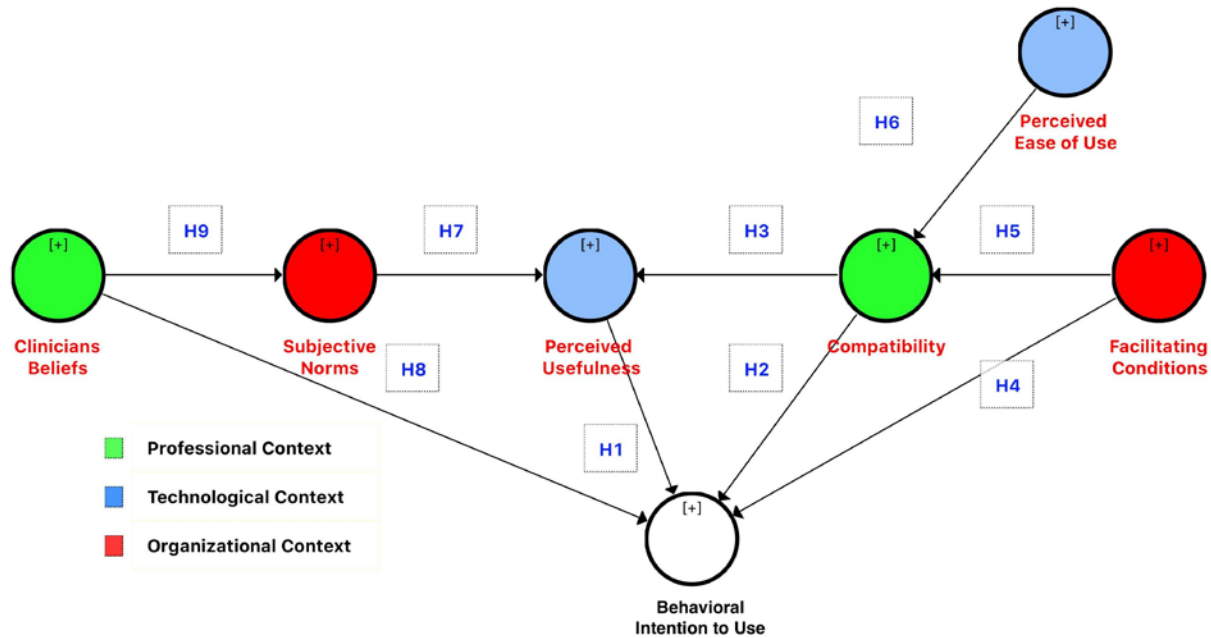 [+]
Perceived
Ease of Use
H6
H9
H7
H3
H5
[+]
[+]
[+]
[+]
[+]
Clinicians
Beliefs
Subjective
Norms
Perceived
Usefulness
Compatibility
Facilitating
Conditions
H8
H2
H4
H1
Professional Context
Technological Context
Organizational Context
[+]
Behavioral
Intention to Use